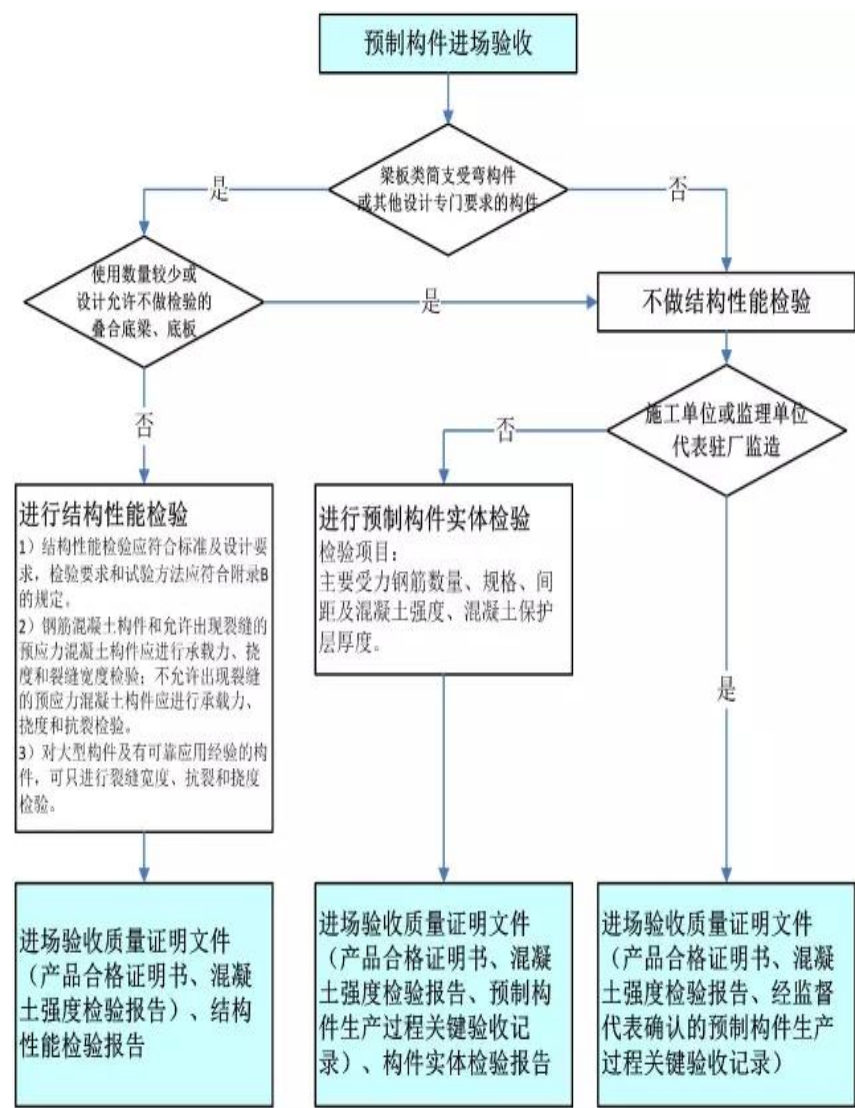 预制构件进场验收
梁板类简支受弯构件
或其他设计专门要求的构件
是
否
使用数量较少或
设计允许不做检验的
叠合底梁、底板
是
不做结构性能检验
否
施工单位或监理单位
代表驻厂监造
否
进行结构性能检验
1）结构性能检验应符合标准及设计要
求，检验要求和试验方法应符合附录B
的规定。
2）钢筋混凝土构件和允许出现裂缝的
预应力混凝土构件应进行承载力、挠
度和裂缝宽度检验；不允许出现裂缝
的预应力混凝土构件应进行承载力、
挠度和抗裂检验。
3）对大型构件及有可靠应用经验的构
件，可只进行裂缝宽度、抗裂和挠度
检验。
进行预制构件实体检验
检验项目：
主要受力钢筋数量、规格、间
距及混凝土强度、混凝土保护
层厚度。
是
进场验收质量证明文件
（产品合格证明书、混凝
土强度检验报告）、结构
性能检验报告
进场验收质量证明文件
（产品合格证明书、混凝
土强度检验报告、预制构
件生产过程关键验收记
录）、构件实体检验报告
进场验收质量证明文件
（产品合格证明书、混凝
土强度检验报告、经监督
代表确认的预制构件生产
过程关键验收记录）